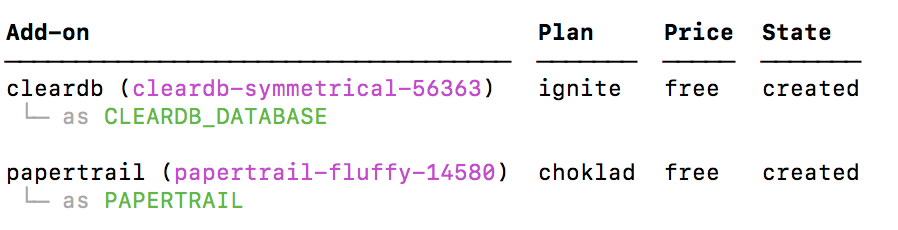 Add-on Plan Price State
cleardb (cleardb-symmetrical-56363) ignite free created
└─ as CLEARDB_DATABASE
papertrail (papertrail-fluffy-14580) choklad free created
└─ as PAPERTRAIL